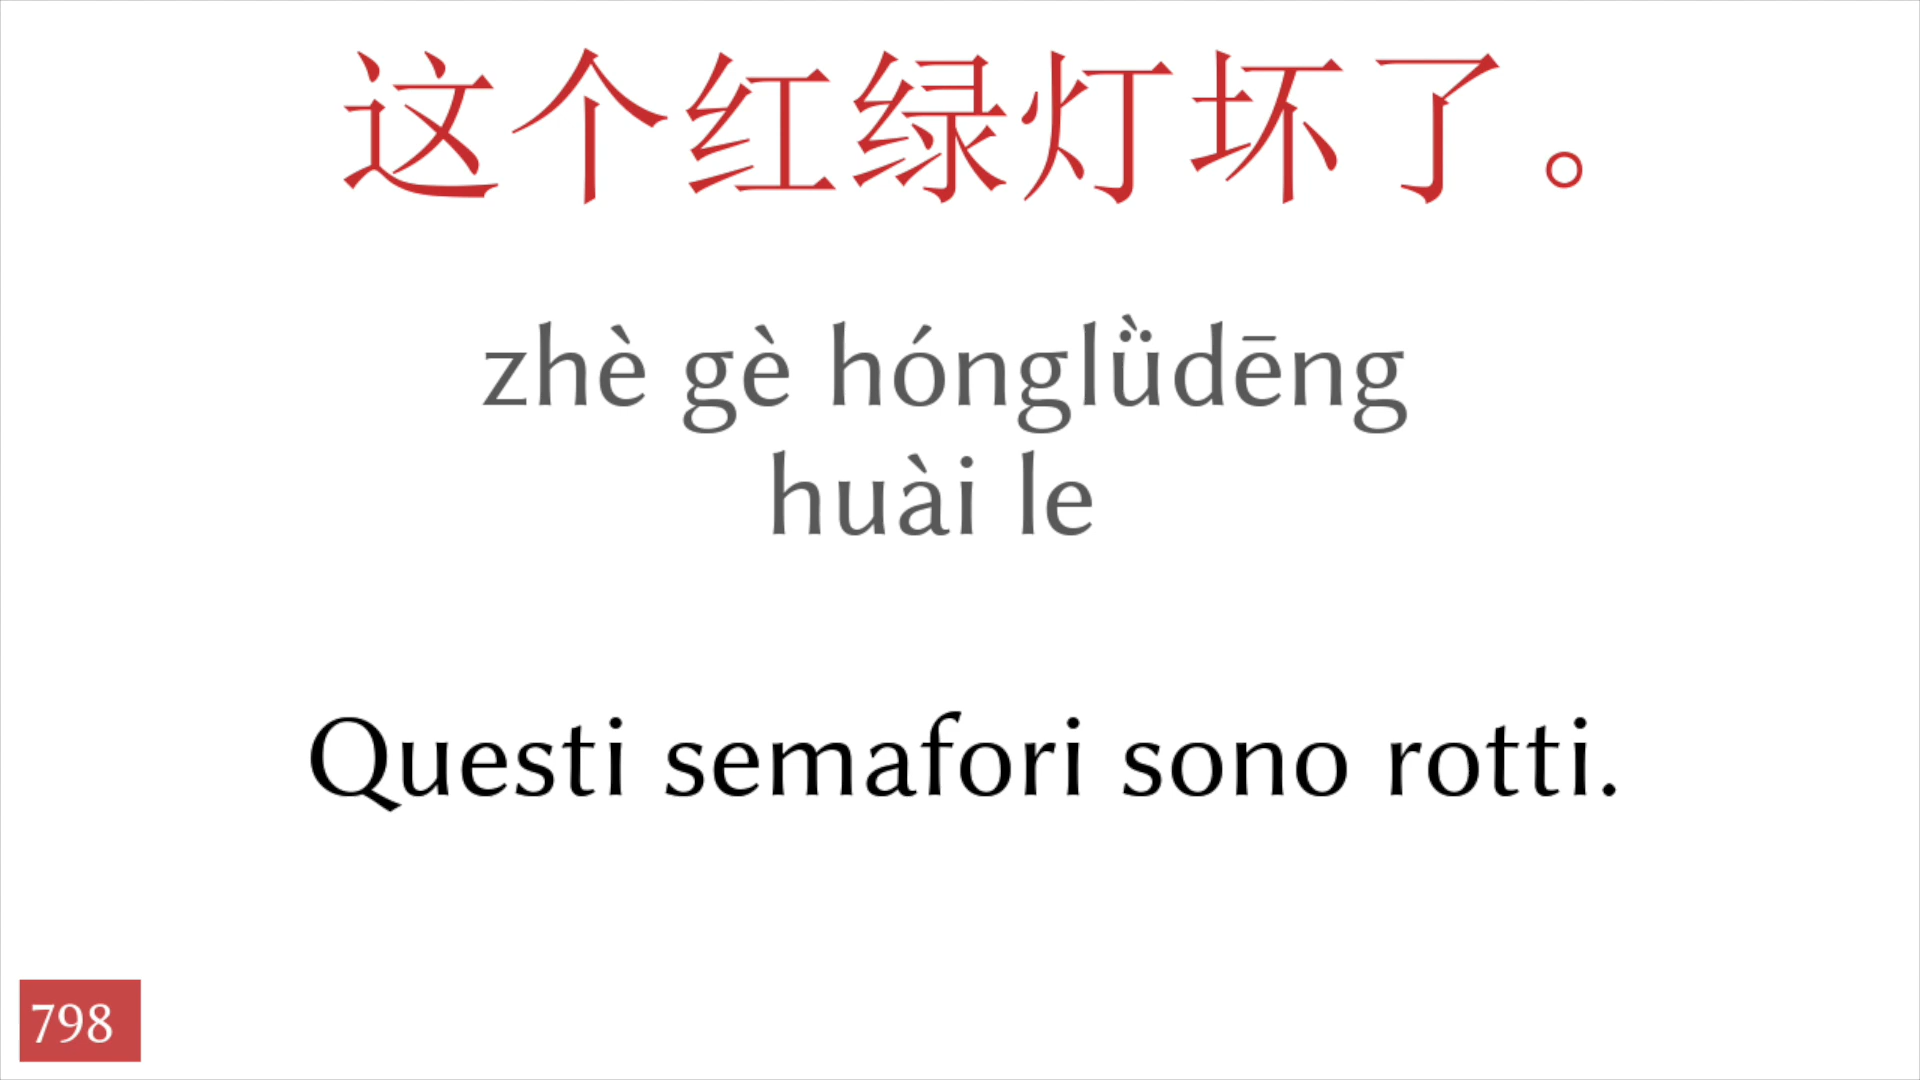 这个红绿灯坏了。
zhè gè hónglǜdēng
huài le
Questi semafori sono rotti.
798